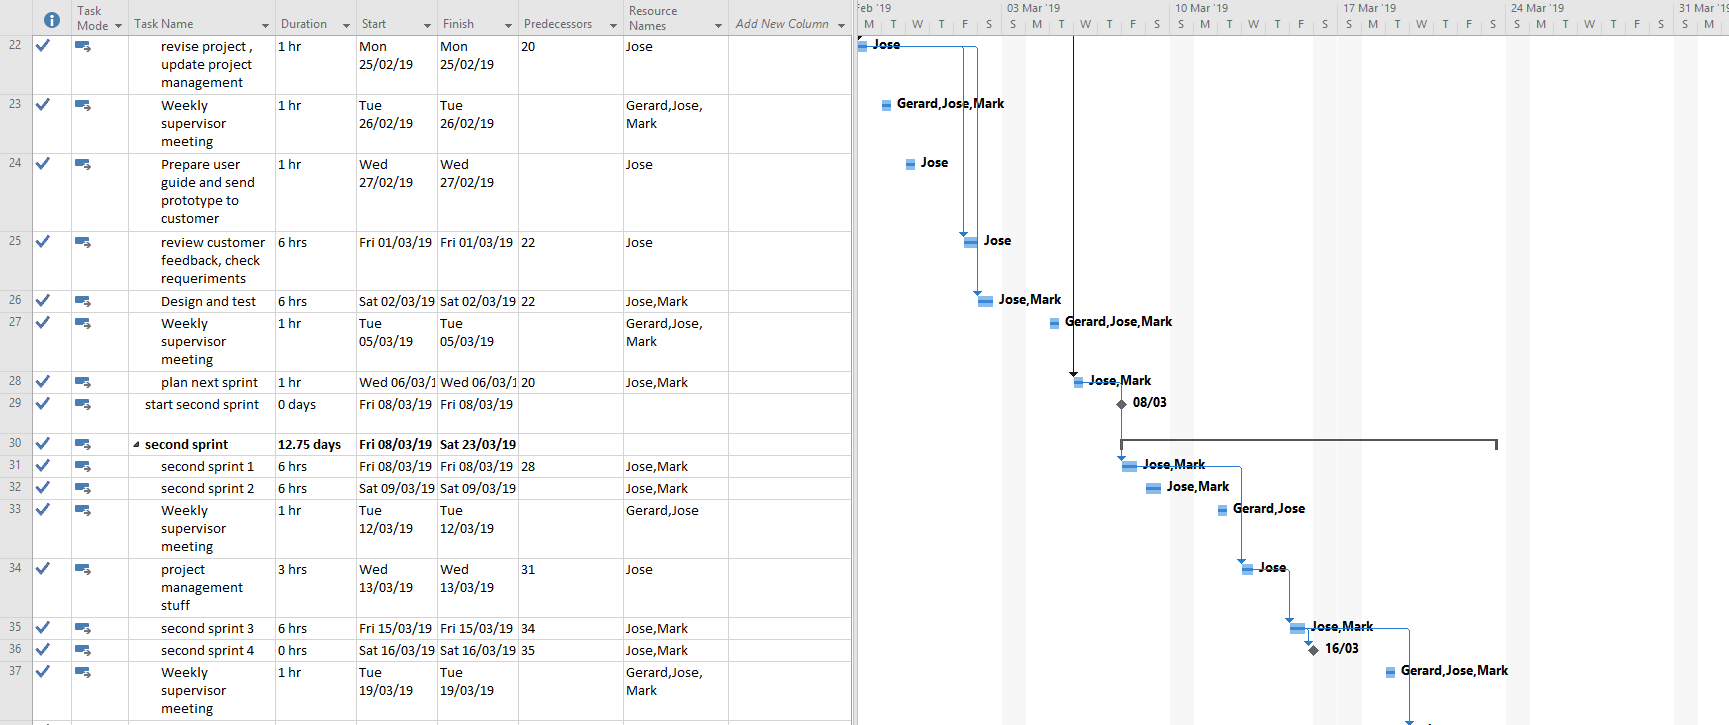 Task Mode Task Name Duration Start Finish Predecessors Resource Names Add New Column
22 revise project , update project management 1 hr Mon 25/02/19 Mon 25/02/19 20 Jose
23 Weekly supervisor meeting 1 hr Tue 26/02/19 Tue 26/02/19 Gerard,Jose,Mark
24 Prepare user guide and send prototype to customer 1 hr Wed 27/02/19 Wed 27/02/19 Jose
25 review customer feedback, check requeriments 6 hrs Fri 01/03/19 Fri 01/03/19 22 Jose
26 Design and test 6 hrs Sat 02/03/19 Sat 02/03/19 22 Jose,Mark
27 Weekly supervisor meeting 1 hr Tue 05/03/19 Tue 05/03/19 Gerard,Jose,Mark
28 plan next sprint 1 hr Wed 06/03/1 Wed 06/03/1 20 Jose,Mark
29 start second sprint 0 days Fri 08/03/19 Fri 08/03/19
30 second sprint 12.75 days Fri 08/03/19 Sat 23/03/19
31 second sprint 1 6 hrs Fri 08/03/19 Fri 08/03/19 28 Jose,Mark
32 second sprint 2 6 hrs Sat 09/03/19 Sat 09/03/19 Jose,Mark
33 Weekly supervisor meeting 1 hr Tue 12/03/19 Tue 12/03/19 Gerard,Jose
34 project management stuff 3 hrs Wed 13/03/19 Wed 13/03/19 31 Jose
35 second sprint 3 6 hrs Fri 15/03/19 Fri 15/03/19 34 Jose,Mark
36 second sprint 4 0 hrs Sat 16/03/19 Sat 16/03/19 35 Jose,Mark
37 Weekly supervisor meeting 1 hr Tue 19/03/19 Tue 19/03/19 Gerard,Jose,Mark
Feb '19 03 Mar '19 10 Mar '19 17 Mar '19 24 Mar '19 31 Mar '19
M T W T F S S M T W T F S S M T W T F S S M T W T F S S M T W T F S S M
Jose
Gerard,Jose,Mark
Jose
Jose
Jose,Mark
Gerard,Jose,Mark
Jose,Mark
08/03
Jose,Mark
Jose,Mark
Gerard,Jose
Jose
Jose,Mark
16/03
Gerard,Jose,Mark